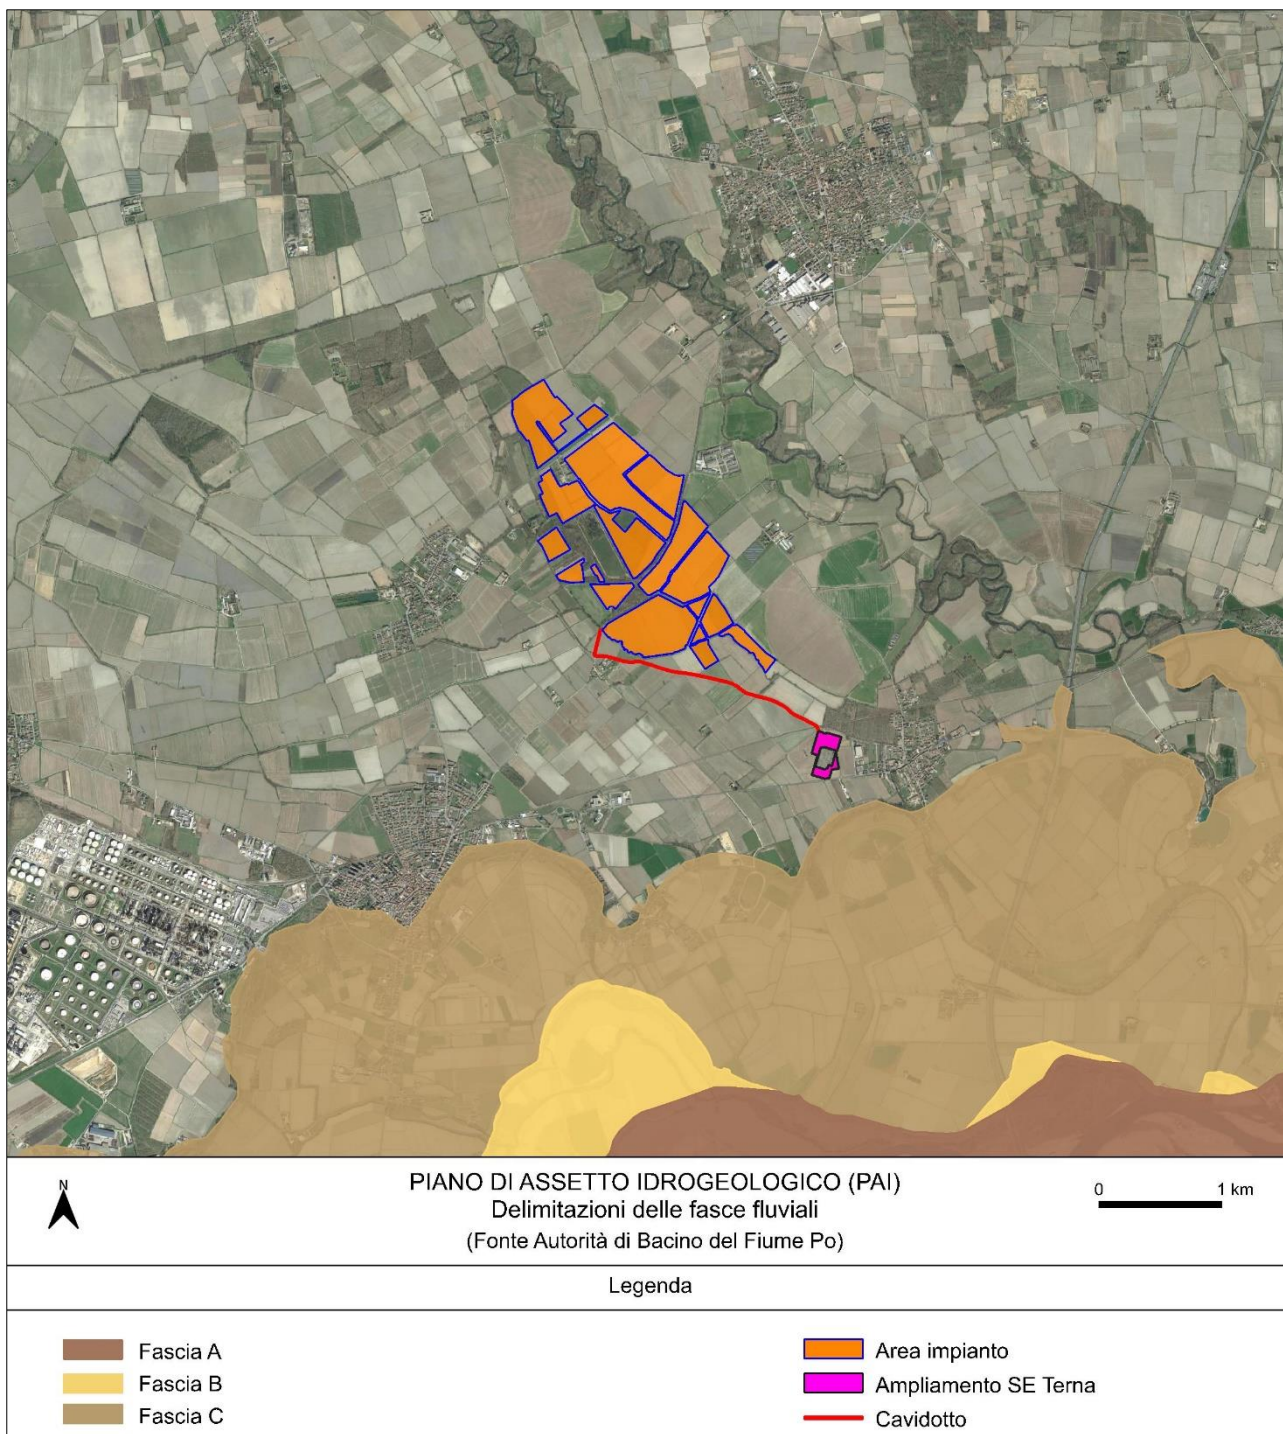 N
PIANO DI ASSETTO IDROGEOLOGICO (PAI)
Delimitazioni delle fasce fluviali
(Fonte Autorità di Bacino del Fiume Po)
0 1 km
Legenda
Fascia A
Fascia B
Fascia C
Area impianto
Ampliamento SE Terna
Cavidotto